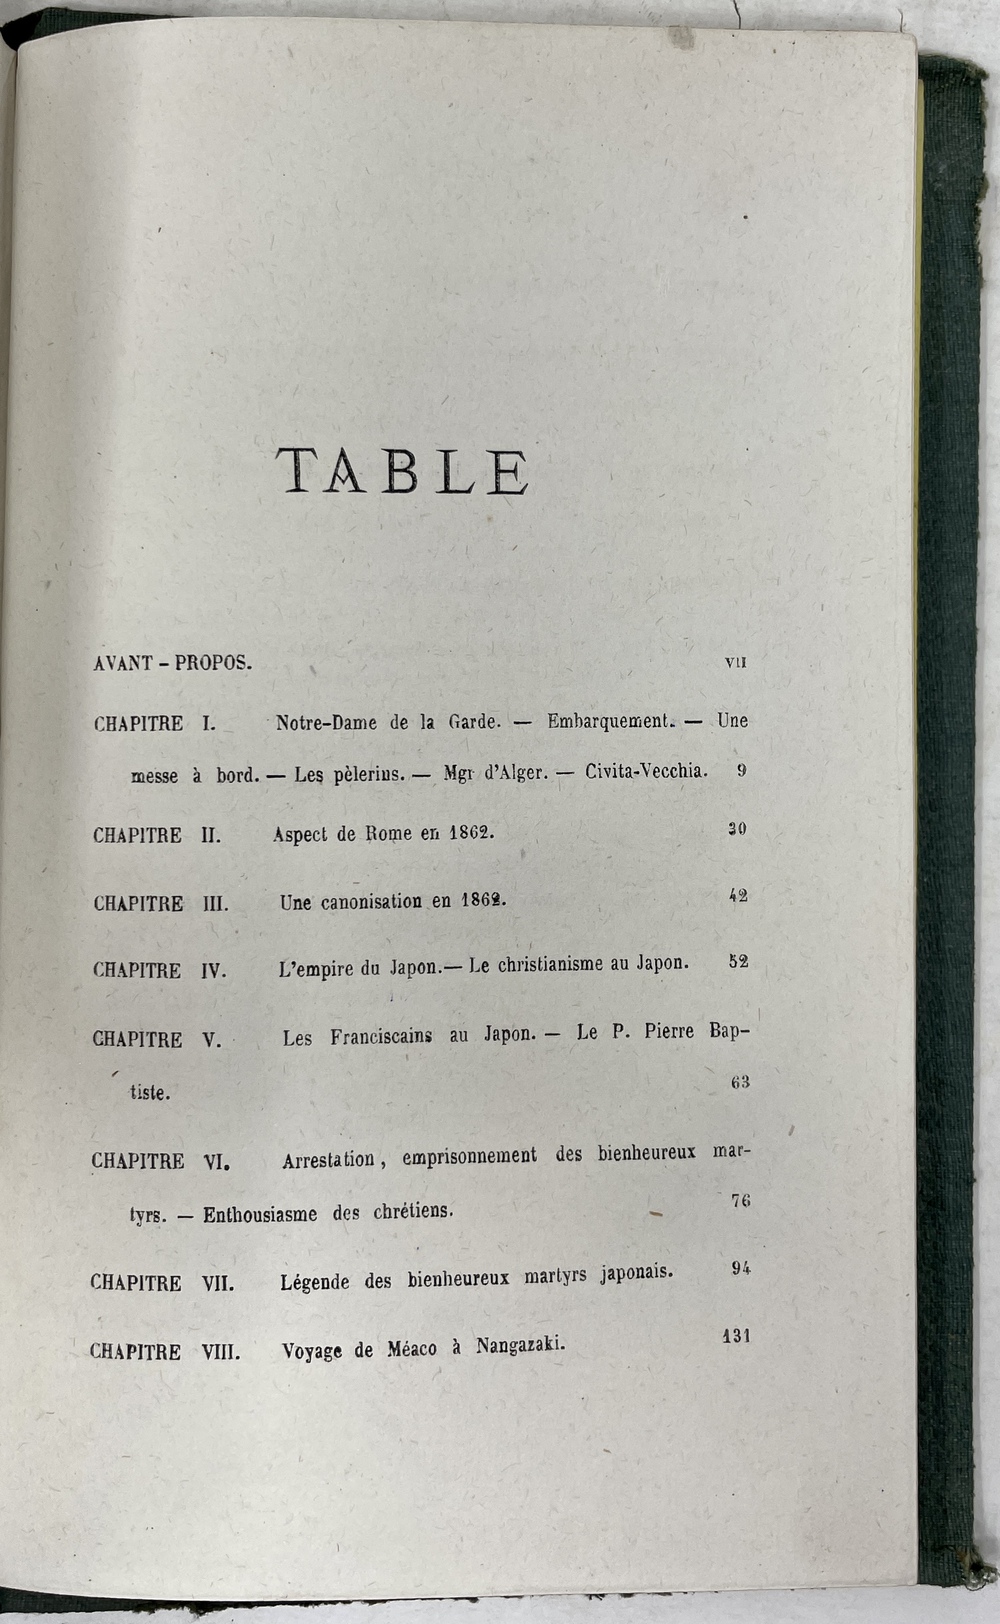 TABLE
AVANT-PROPOS. VII
CHAPITRE I. Notre-Dame de la Garde. — Embarquement. — Une
messe à bord. — Les pèlerins. — Mgr d'Alger. — Civita-Vecchia. 9
CHAPITRE II. Aspect de Rome en 1862. 30
CHAPITRE III. Une canonisation en 1862. 42
CHAPITRE IV. L'empire du Japon. — Le christianisme au Japon. 52
CHAPITRE V. Les Franciscains au Japon. — Le P. Pierre Bap-
tiste. 63
CHAPITRE VI. Arrestation, emprisonnement des bienheureux mar-
tyrs. — Enthousiasme des chrétiens. 76
CHAPITRE VII. Légende des bienheureux martyrs japonais. 94
CHAPITRE VIII. Voyage de Méaco à Nangazaki. 131